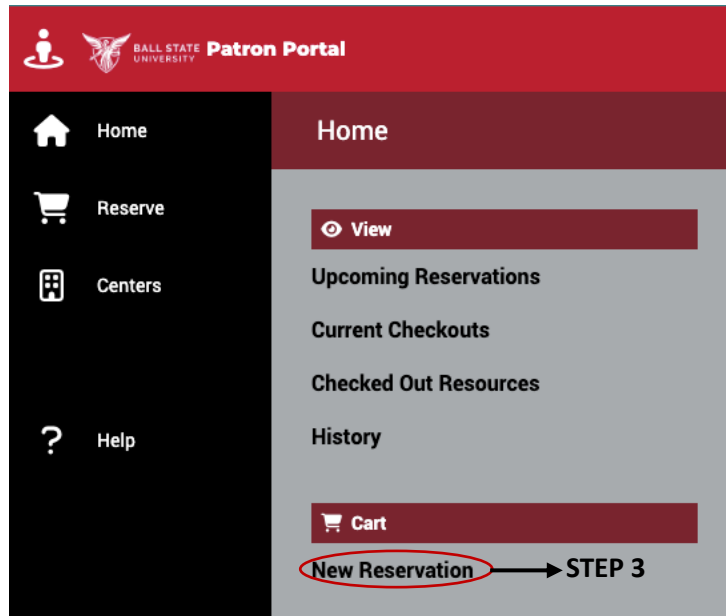 BALL STATE UNIVERSITY Patron Portal
Home
Reserve
Centers
? Help
Home
View
Upcoming Reservations
Current Checkouts
Checked Out Resources
History
Cart
New Reservation STEP 3